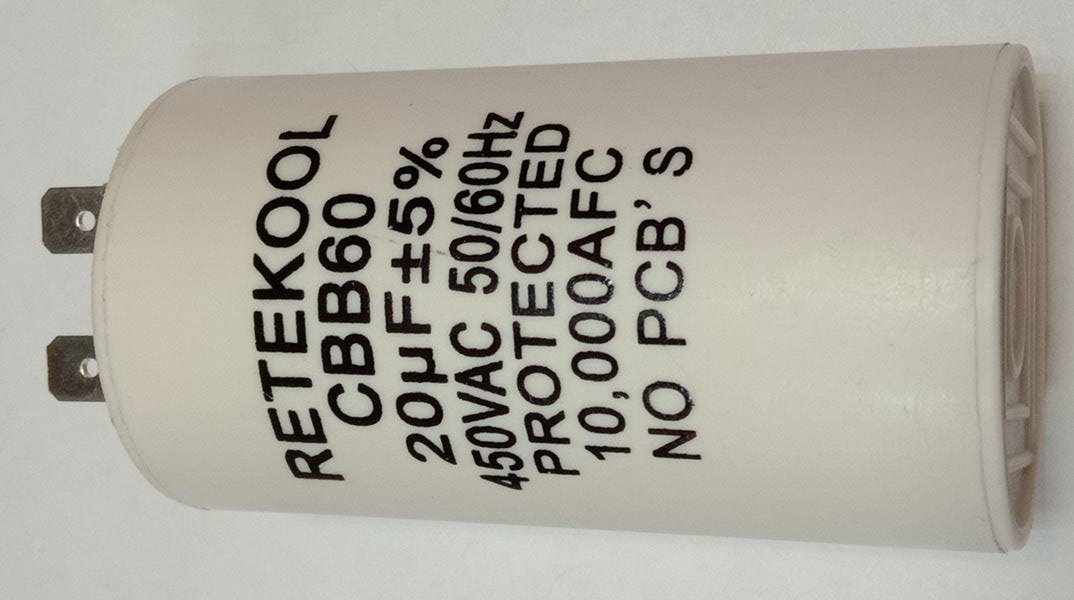 RETEKOOL
CBB60
20µF ±5%
450VAC 50/60Hz
PROTECTED
10,000AFC
NO PCB'S